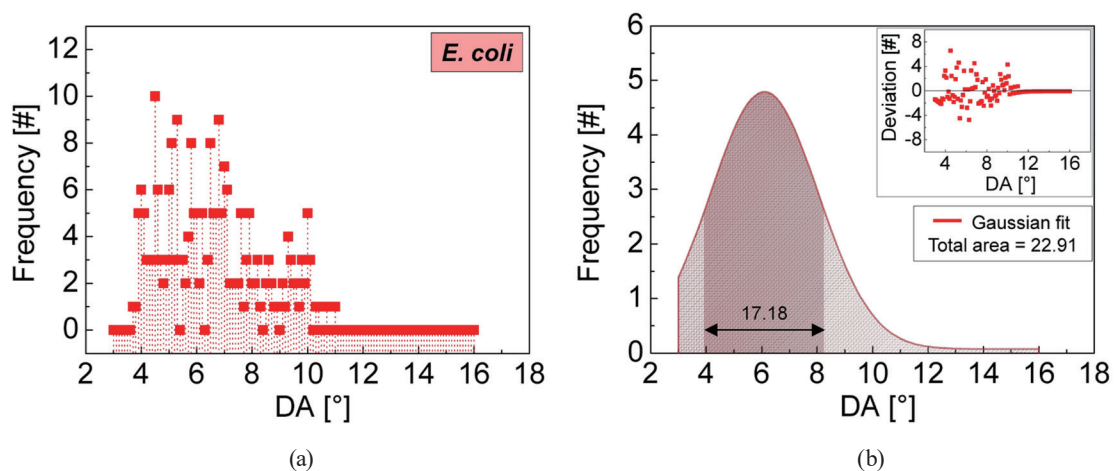 E. coli
Frequency [#]
12
10
8
6
4
2
0
2 4 6 8 10 12 14 16 18
DA [°]
(a)
Frequency [#]
6
5
4
3
2
1
0
17.18
2 4 6 8 10 12 14 16 18
DA [°]
Deviation [#]
8
4
0
-4
-8
4 8 12 16
DA [°]
Gaussian fit
Total area = 22.91
(b)